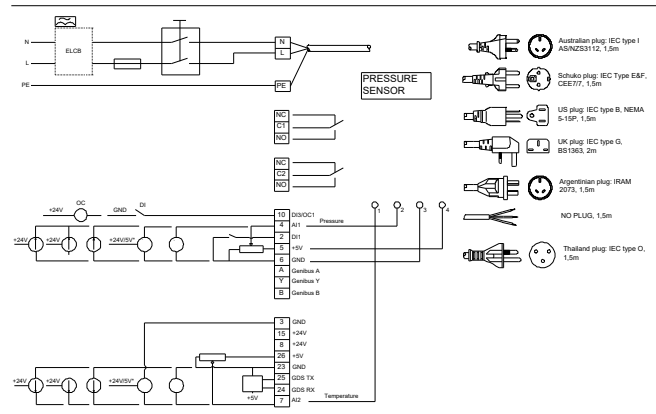 N
ELCB
L
PE
N
L
PE
PRESSURE
SENSOR
NC
C1
NO
NC
C2
NO
+24V
OC
GND
DI
10 DI3/OC1
4 AI1
Pressure
2 DI1
5 +5V
6 GND
A Genibus A
Y Genibus Y
B Genibus B
+24V
+24V
+24V/5V*
1
2
3
4
3 GND
15 +24V
8 +24V
26 +5V
23 GND
25 GDS TX
24 GDS RX
7 AI2
Temperature
+24V
+24V
+24V/5V*
+5V
Australian plug: IEC type I
AS/NZS3112, 1,5m
Schuko plug: IEC Type E&F,
CEE7/7, 1,5m
US plug: IEC type B, NEMA
5-15P, 1,5m
UK plug: IEC type G,
BS1363, 2m
Argentinian plug: IRAM
2073, 1,5m
NO PLUG, 1,5m
Thailand plug: IEC type O,
1,5m